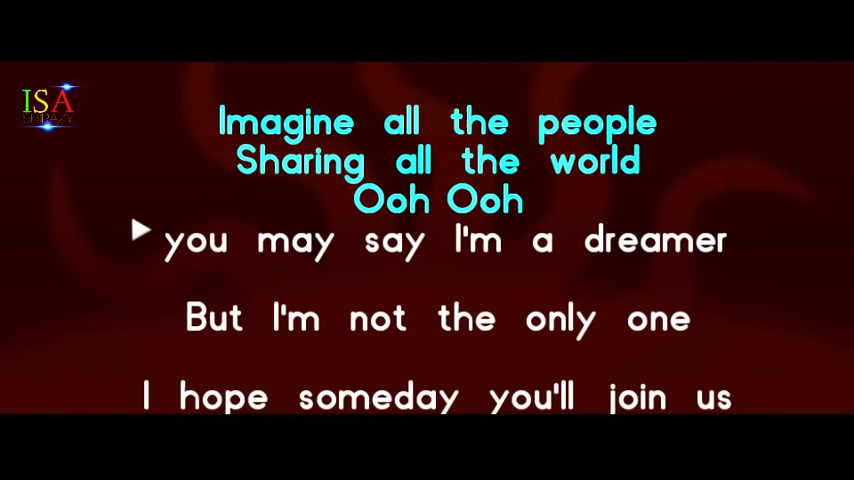 ISA
SHIRAZY
Imagine all the people
Sharing all the world
Ooh Ooh
you may say I'm a dreamer
But I'm not the only one
I hope someday you'll join us